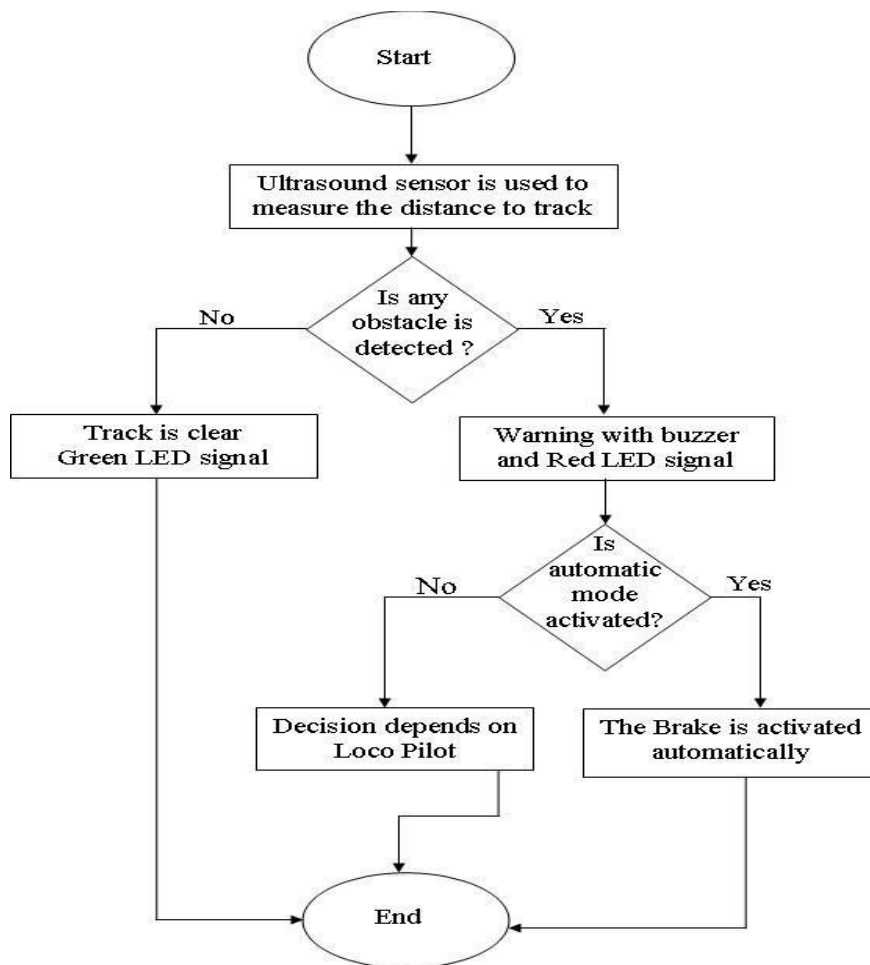 Start
Ultrasound sensor is used to
measure the distance to track
Is any
obstacle is
detected ?
No
Yes
Track is clear
Green LED signal
Warning with buzzer
and Red LED signal
Is
automatic
mode
activated?
No
Yes
Decision depends on
Loco Pilot
The Brake is activated
automatically
End